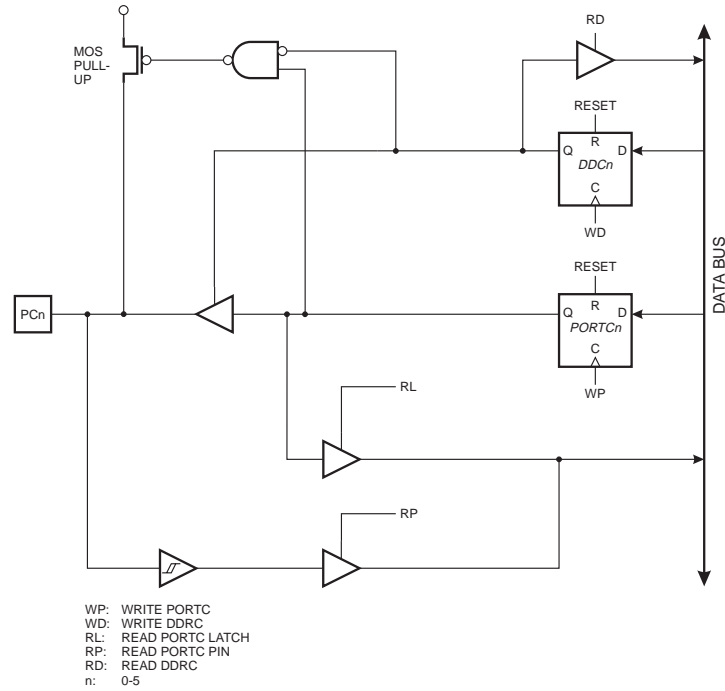 RD
MOS
PULL-
UP
RESET
R
Q
D
DDCn
C
WD
DATA BUS
RESET
R
Q
D
PORTCn
C
WP
PCn
RL
RP
WP: WRITE PORTC
WD: WRITE DDRC
RL: READ PORTC LATCH
RP: READ PORTC PIN
RD: READ DDRC
n: 0-5